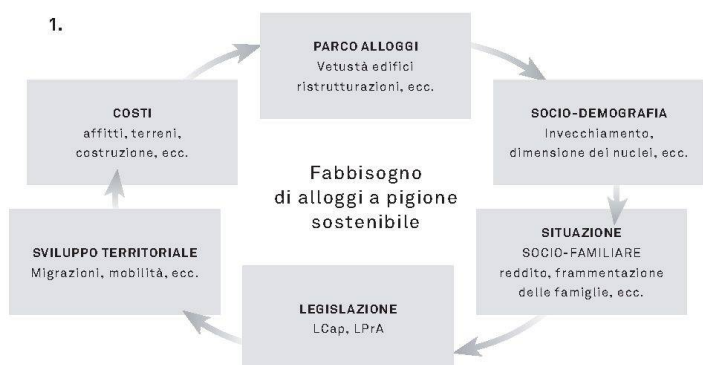 1.
PARCO ALLOGGI
Vetustà edifici
ristrutturazioni, ecc.
COSTI
affitti, terreni,
costruzione, ecc.
SOCIO-DEMOGRAFIA
Invecchiamento,
dimensione dei nuclei, ecc.
Fabbisogno
di alloggi a pigione
sostenibile
SVILUPPO TERRITORIALE
Migrazioni, mobilità, ecc.
SITUAZIONE
SOCIO-FAMILIARE
reddito, frammentazione
delle famiglie, ecc.
LEGISLAZIONE
LCap, LPrA